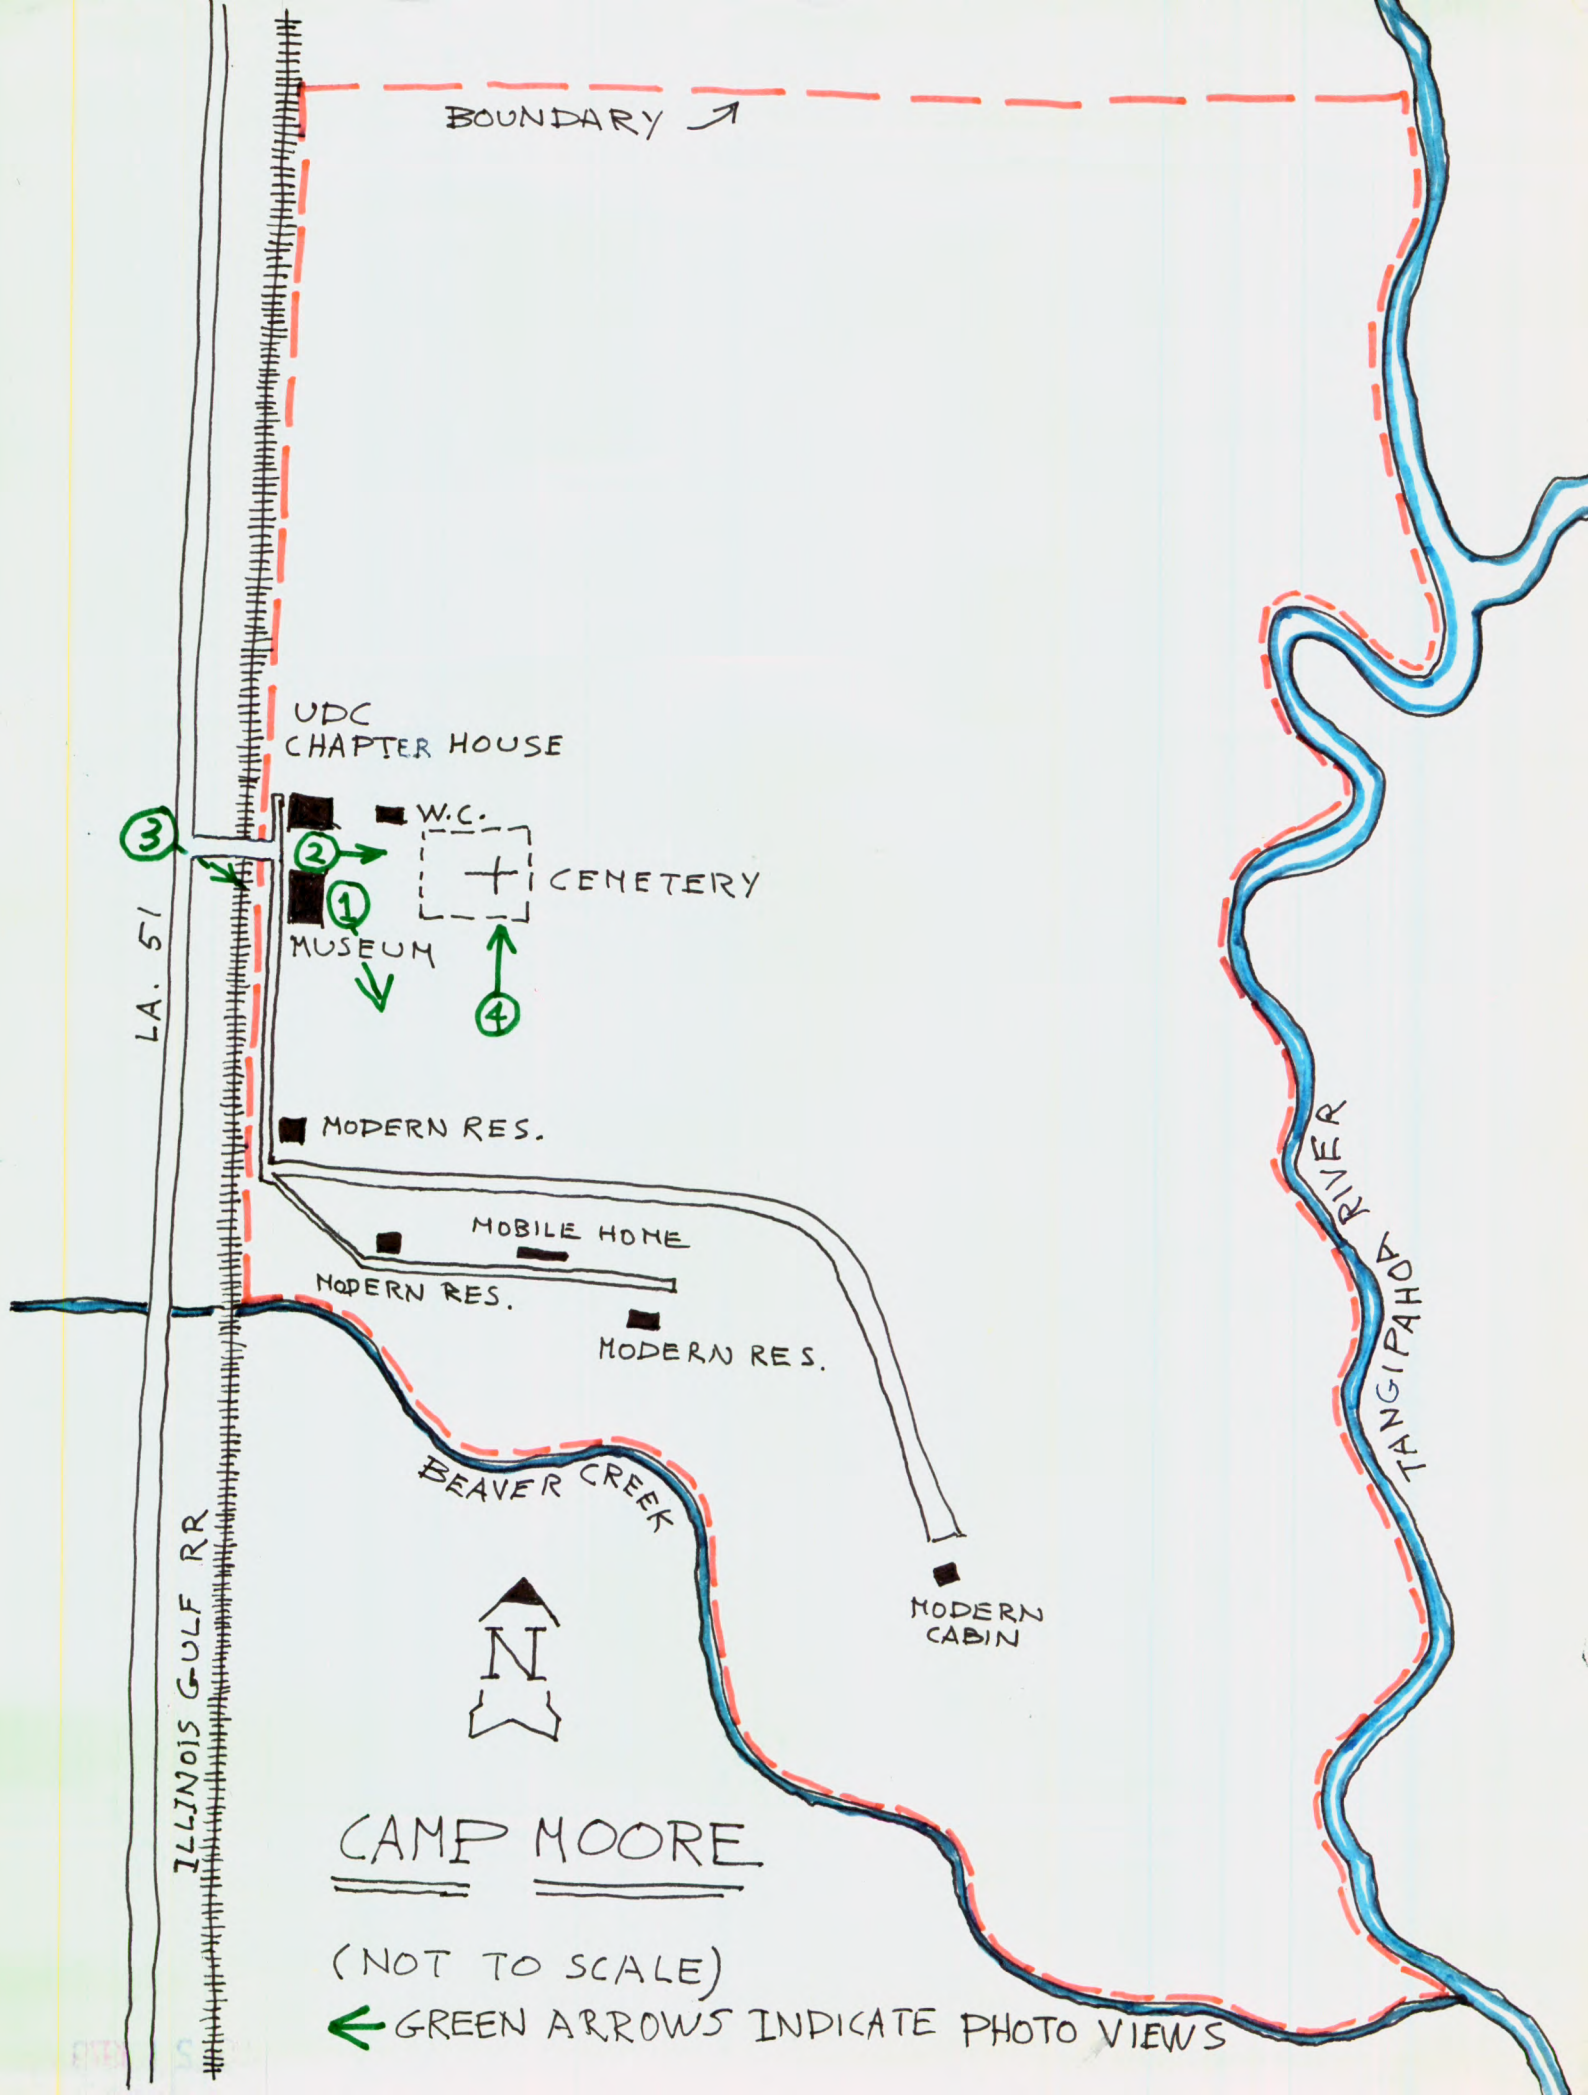 BOUNDARY
UDC
CHAPTER HOUSE
W.C.
3
2
CEMETERY
1
LA. 51
MUSEUM
4
MODERN RES.
MOBILE HOME
MODERN RES.
MODERN RES.
TANGIPAHOA RIVER
BEAVER CREEK
ILLINOIS GULF RR
MODERN
CABIN
N
CAMP MOORE
(NOT TO SCALE)
GREEN ARROWS INDICATE PHOTO VIEWS